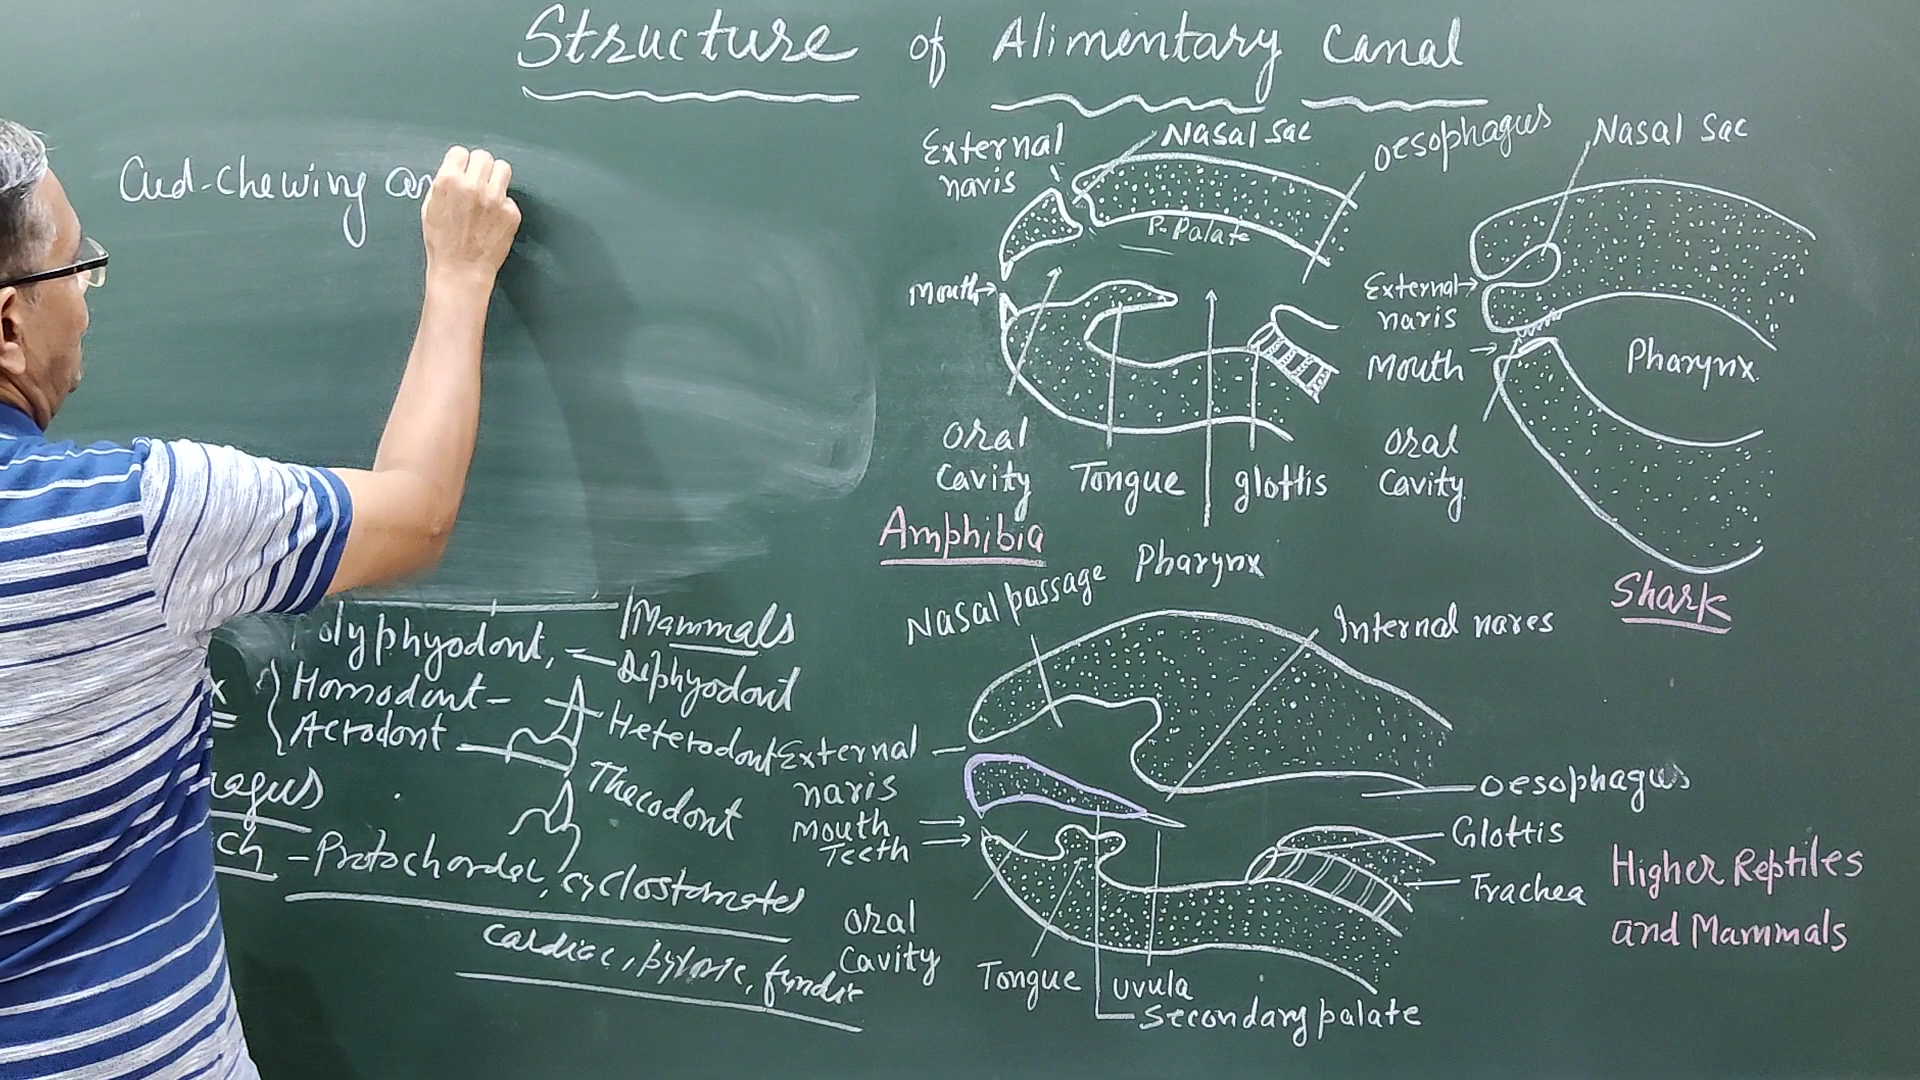 Structure of Alimentary Canal
Cud-chewing
External naris
Nasal Sac
oesophagus
P-Palate
Mouth
oral Cavity
Tongue
glottis
Pharynx
Amphibia
Nasal Sac
External naris
Mouth
Pharynx
oral Cavity
Shark
olyphyodont, - Mammals
Diphyodont
x
Homodont - Heterodont
Acrodont - Thecodont
agus
ch - Protochordal, cyclostomates
cardiac, pyloric, fundic
Nasal passage
Internal nares
External naris
Mouth
Teeth
oral Cavity
Tongue
uvula
Secondary palate
oesophagus
Glottis
Trachea
Higher Reptiles
and Mammals